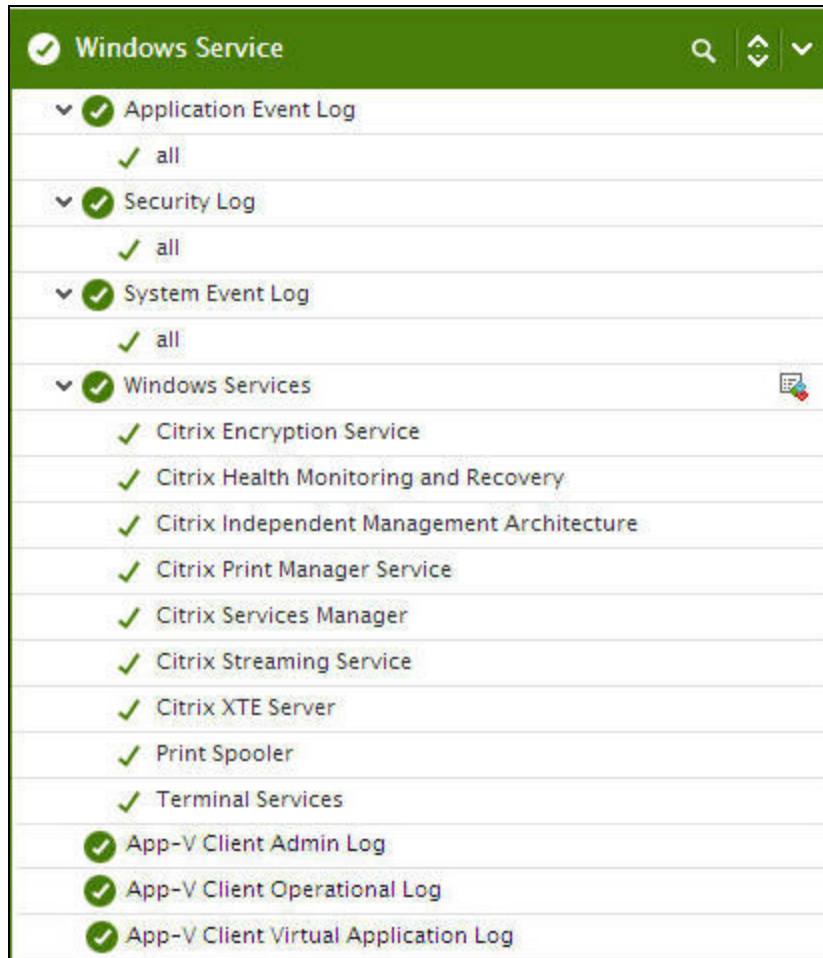 Windows Service
Application Event Log
all
Security Log
all
System Event Log
all
Windows Services
Citrix Encryption Service
Citrix Health Monitoring and Recovery
Citrix Independent Management Architecture
Citrix Print Manager Service
Citrix Services Manager
Citrix Streaming Service
Citrix XTE Server
Print Spooler
Terminal Services
App-V Client Admin Log
App-V Client Operational Log
App-V Client Virtual Application Log